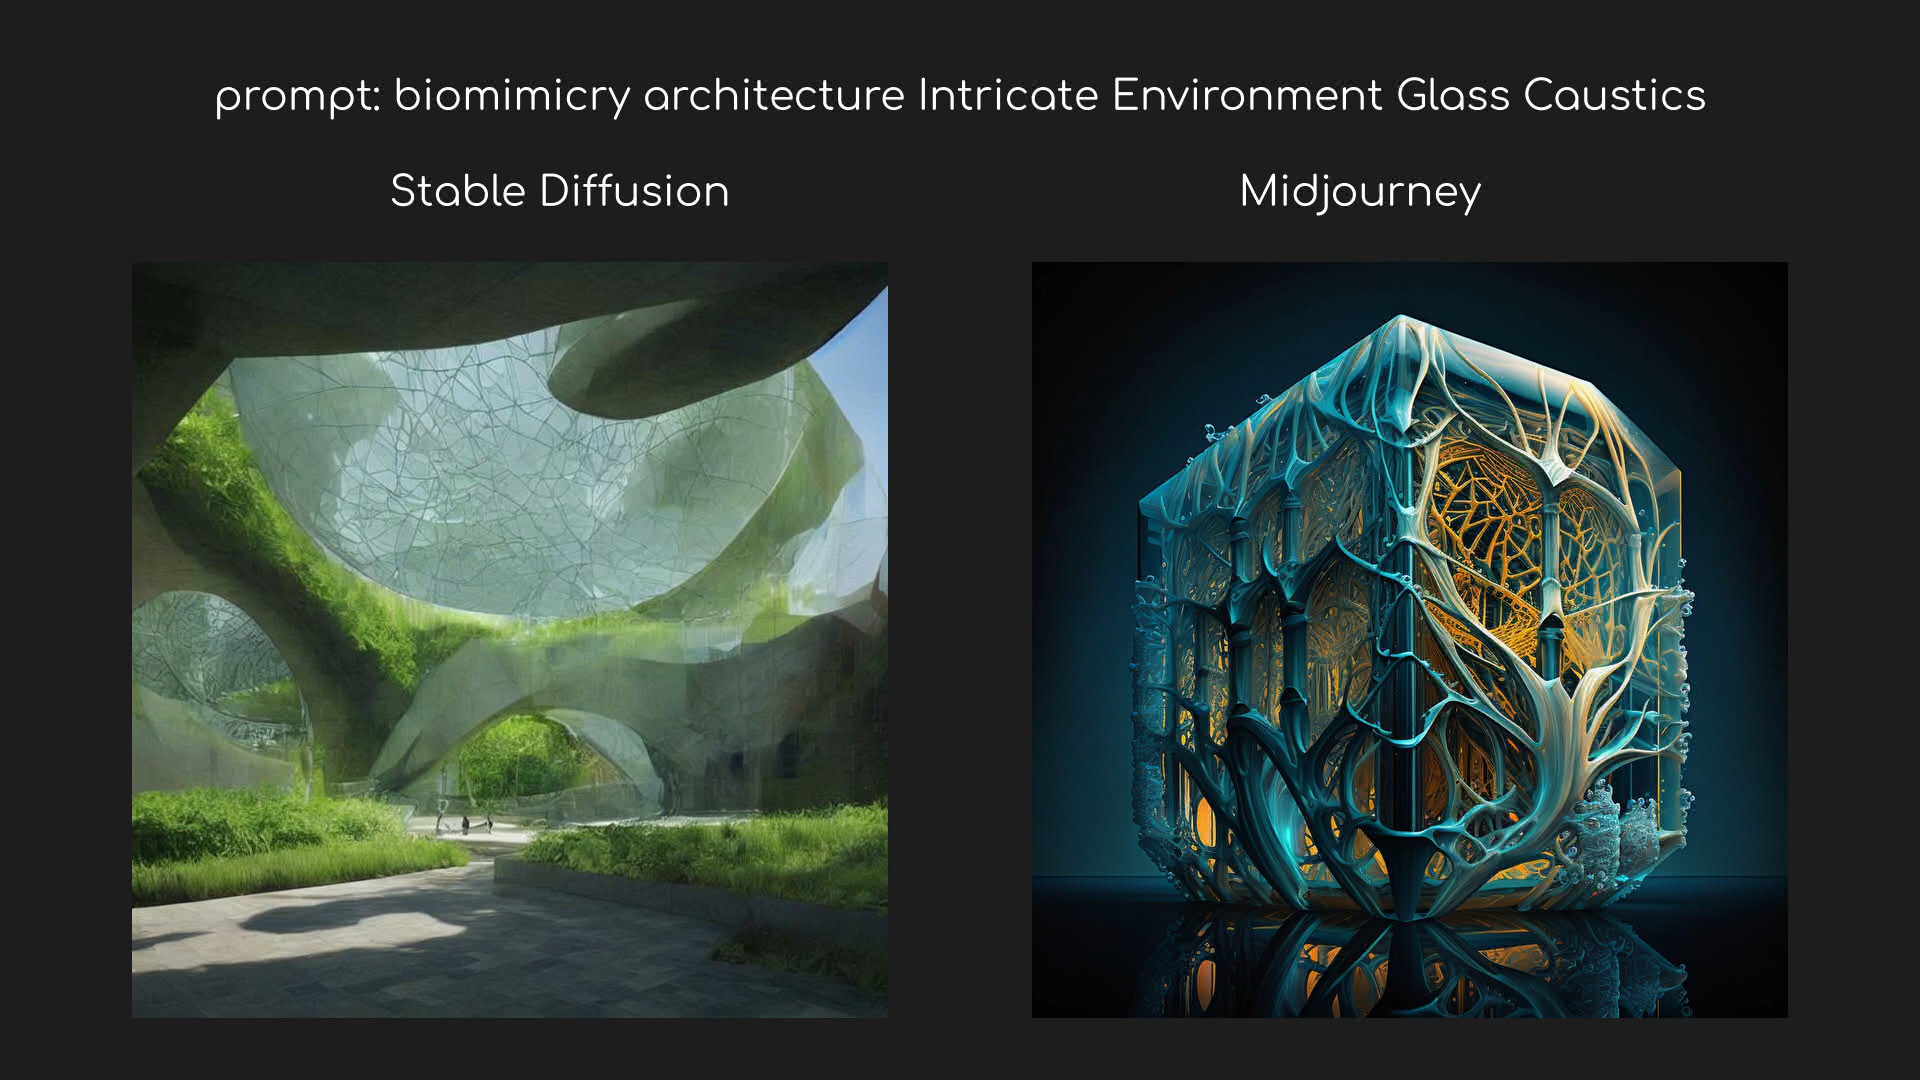 prompt: biomimicry architecture Intricate Environment Glass Caustics
Stable Diffusion
Midjourney